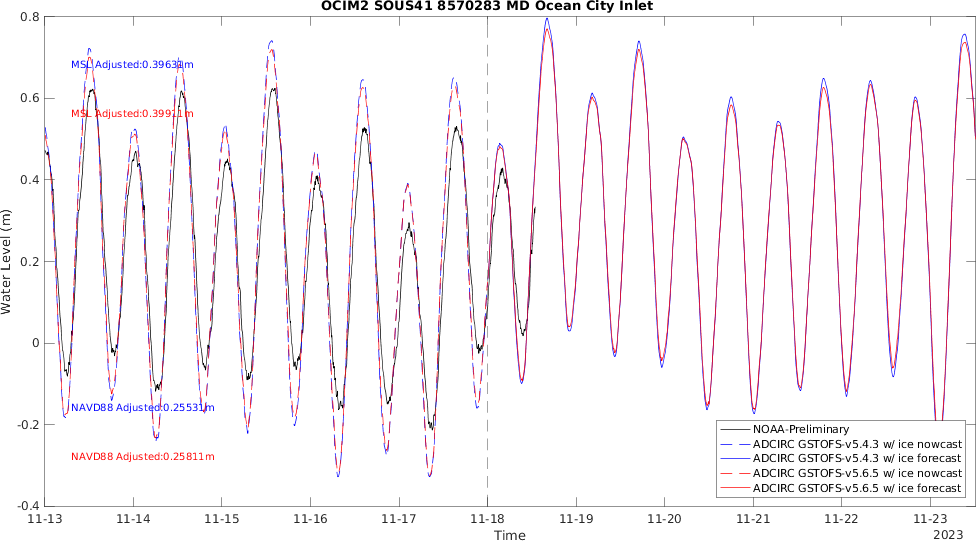 OCIM2 SOUS41 8570283 MD Ocean City Inlet
Water Level (m)
0.8
0.6
0.4
0.2
0
-0.2
-0.4
MSL Adjusted:0.39631m
MSL Adjusted:0.39921m
NAVD88 Adjusted:0.25531m
NAVD88 Adjusted:0.25811m
NOAA-Preliminary
ADCIRC GSTOFS-v5.4.3 w/ ice nowcast
ADCIRC GSTOFS-v5.4.3 w/ ice forecast
ADCIRC GSTOFS-v5.6.5 w/ ice nowcast
ADCIRC GSTOFS-v5.6.5 w/ ice forecast
11-13 11-14 11-15 11-16 11-17 11-18 11-19 11-20 11-21 11-22 11-23
Time
2023